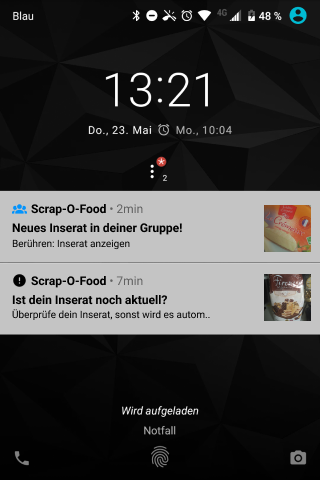 Blau 4G 48 %
13:21
Do., 23. Mai Mo., 10:04
2
Scrap-O-Food • 2min
Neues Inserat in deiner Gruppe!
Berühren: Inserat anzeigen
Scrap-O-Food • 7min
Ist dein Inserat noch aktuell?
Überprüfe dein Inserat, sonst wird es autom..
Wird aufgeladen
Notfall